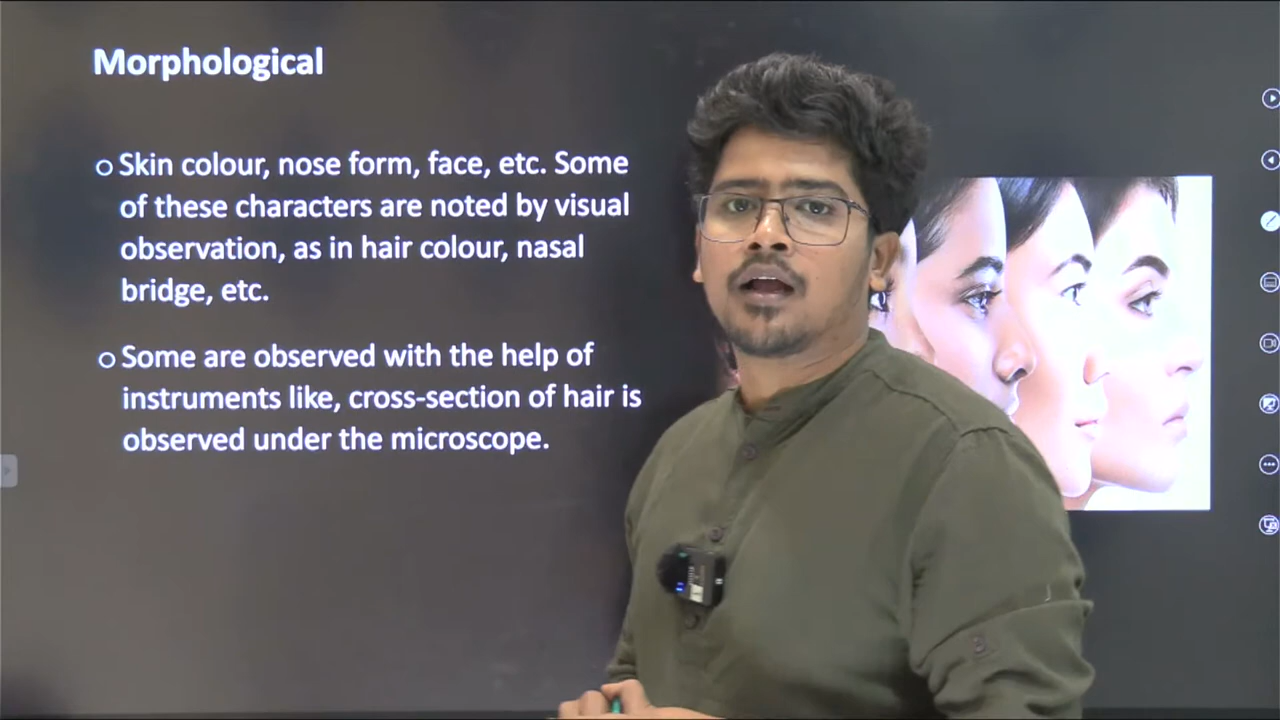 Morphological
o Skin colour, nose form, face, etc. Some
of these characters are noted by visual
observation, as in hair colour, nasal
bridge, etc.
o Some are observed with the help of
instruments like, cross-section of hair is
observed under the microscope.